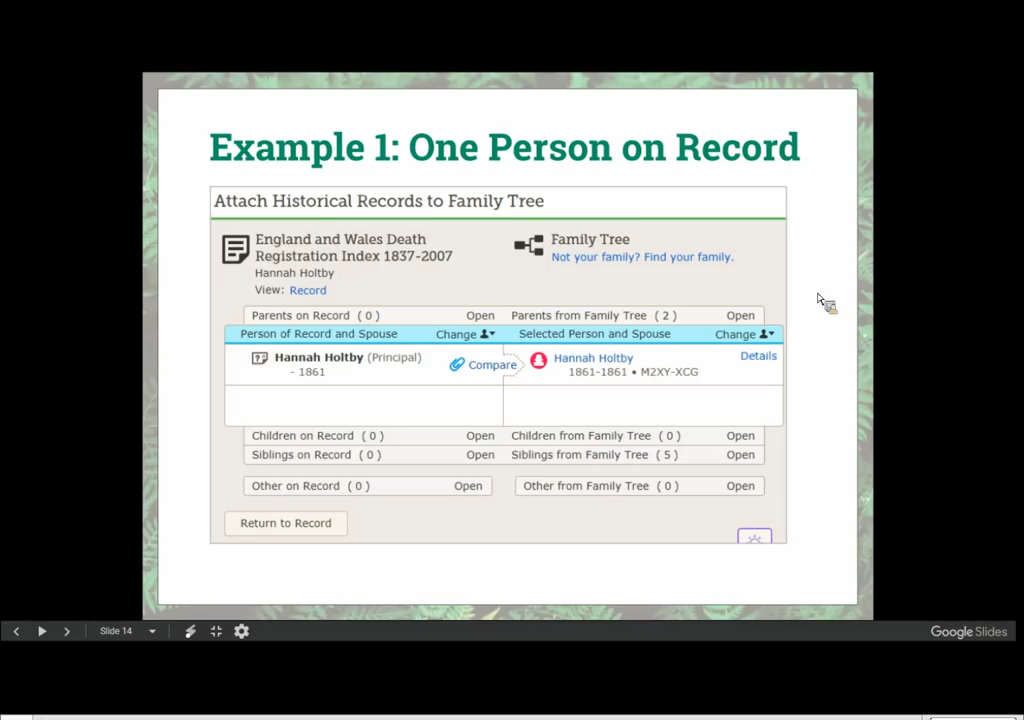 Example 1: One Person on Record
Attach Historical Records to Family Tree
England and Wales Death
Registration Index 1837-2007
Hannah Holtby
View: Record
Family Tree
Not your family? Find your family.
Parents on Record ( 0 ) Open Parents from Family Tree ( 2 ) Open
Person of Record and Spouse Change Selected Person and Spouse Change
Hannah Holtby (Principal) Compare Hannah Holtby Details
- 1861 1861-1861 • M2XY-XCG
Children on Record ( 0 ) Open Children from Family Tree ( 0 ) Open
Siblings on Record ( 0 ) Open Siblings from Family Tree ( 5 ) Open
Other on Record ( 0 ) Open Other from Family Tree ( 0 ) Open
Return to Record
Slide 14 Google Slides